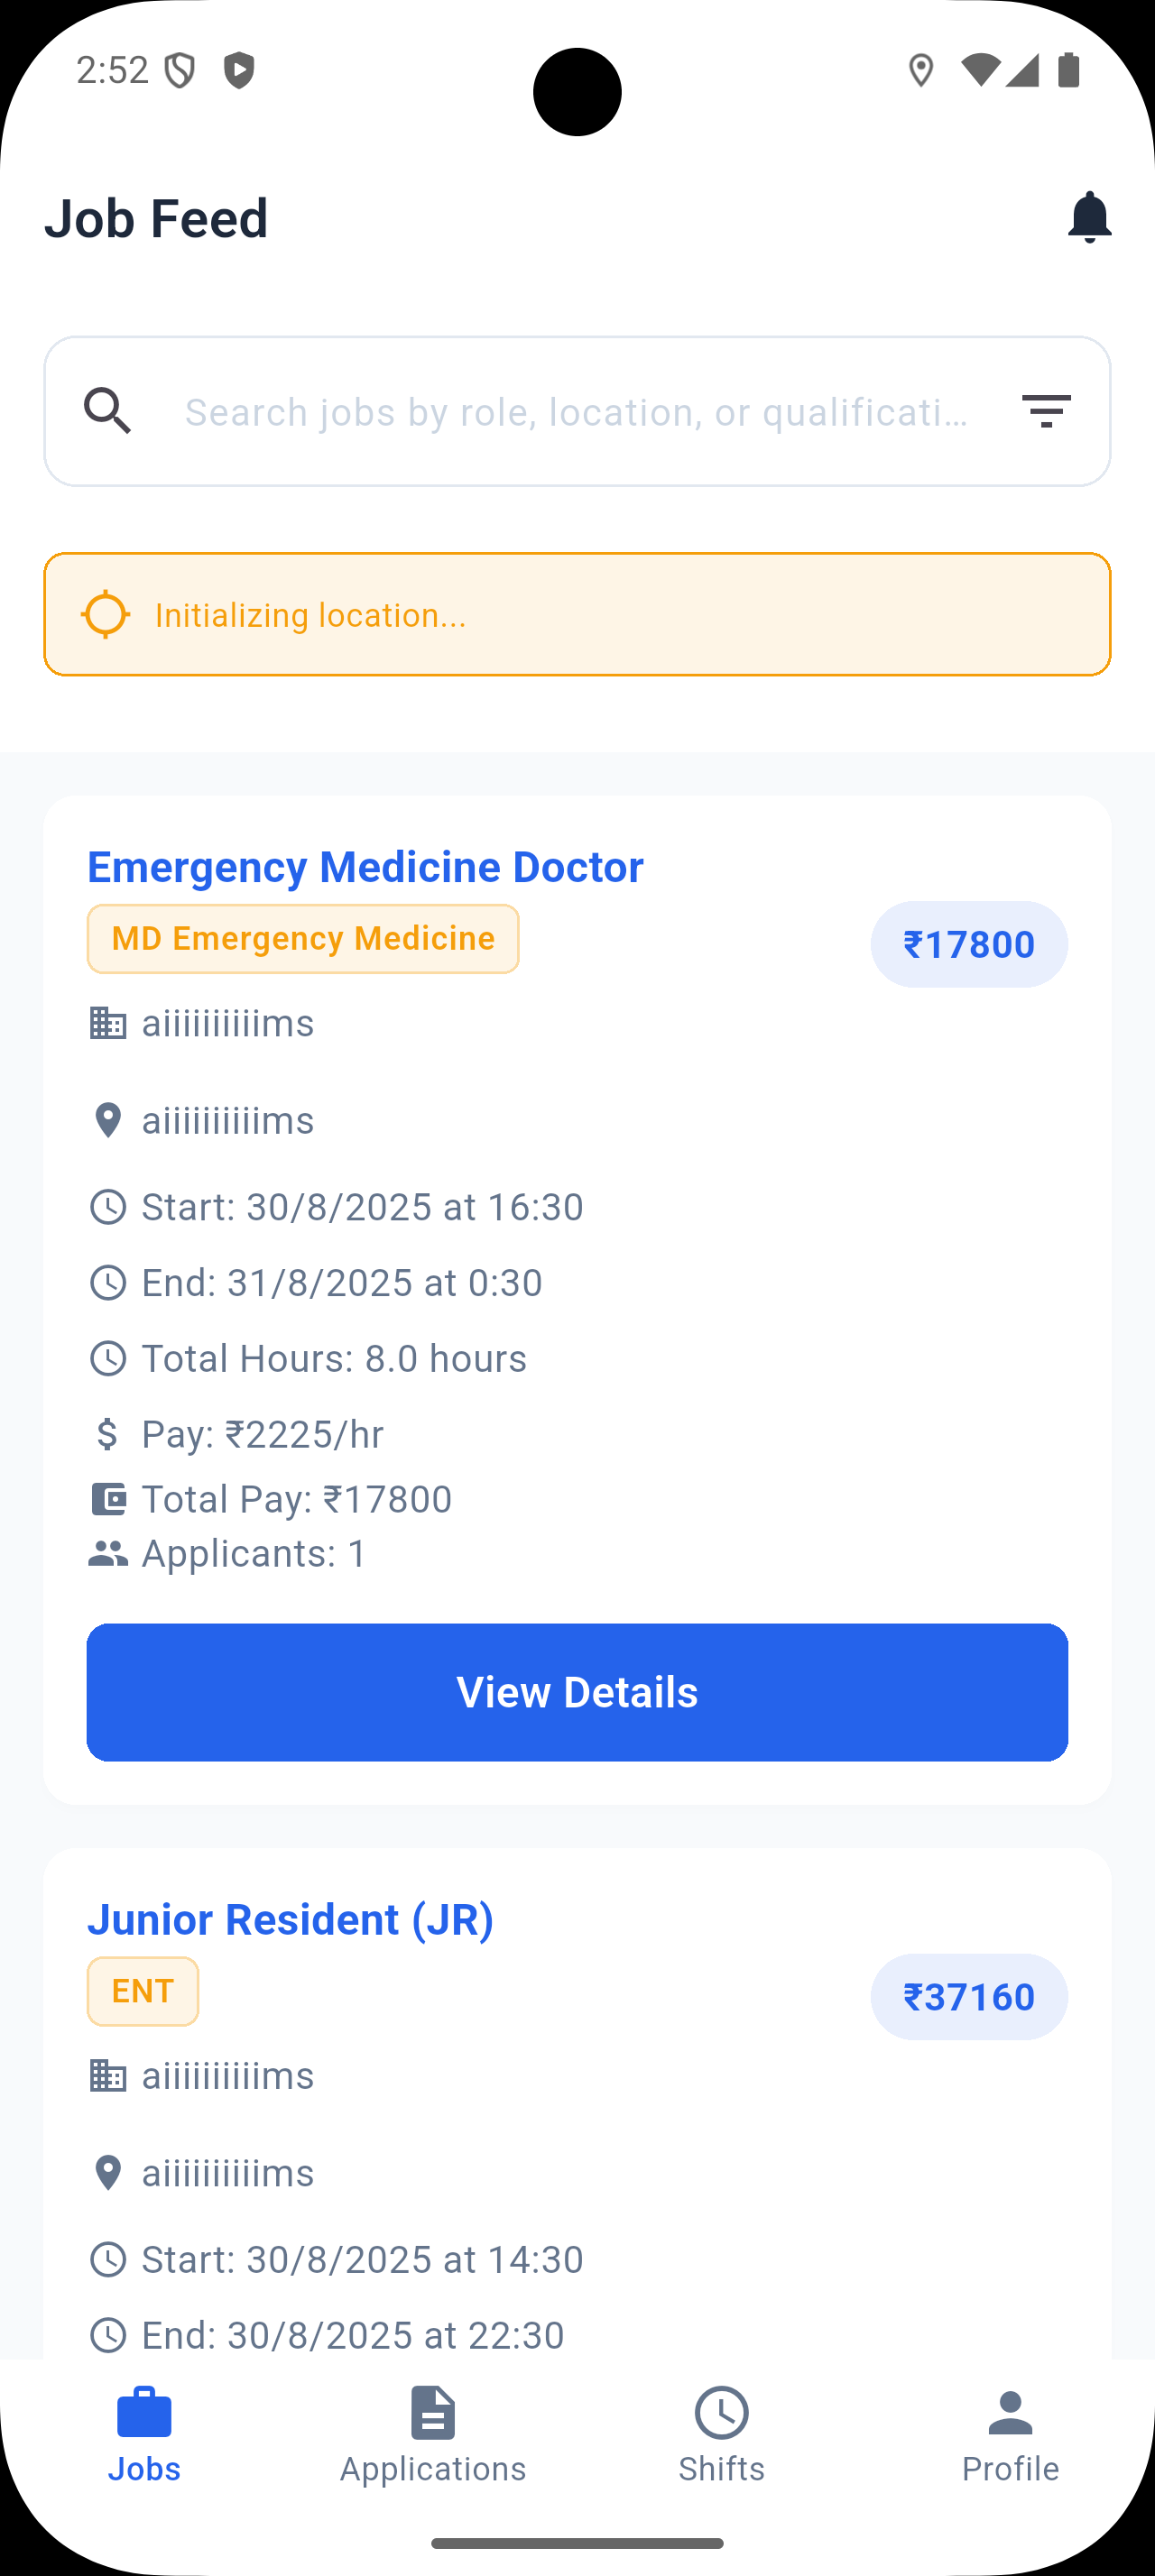 2:52
Job Feed
Search jobs by role, location, or qualificati...
Initializing location...
Emergency Medicine Doctor
MD Emergency Medicine
₹17800
aiiiiiiiiiims
aiiiiiiiiiims
Start: 30/8/2025 at 16:30
End: 31/8/2025 at 0:30
Total Hours: 8.0 hours
Pay: ₹2225/hr
Total Pay: ₹17800
Applicants: 1
View Details
Junior Resident (JR)
ENT
₹37160
aiiiiiiiiiims
aiiiiiiiiiims
Start: 30/8/2025 at 14:30
End: 30/8/2025 at 22:30
Jobs
Applications
Shifts
Profile